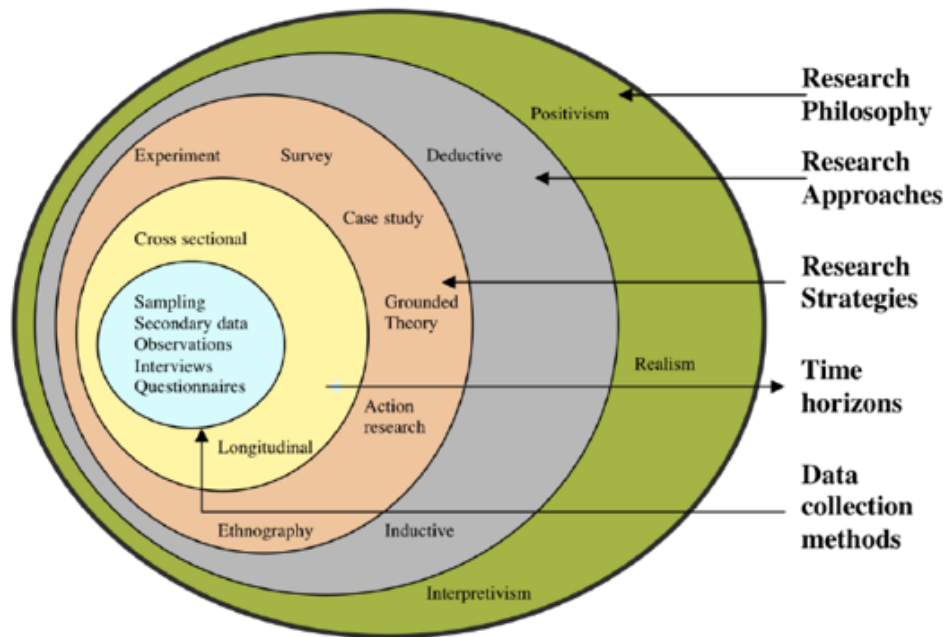 Research
Philosophy
Positivism
Experiment
Survey
Deductive
Research
Approaches
Case study
Cross sectional
Research
Strategies
Sampling
Secondary data
Observations
Interviews
Questionnaires
Grounded
Theory
Realism
Time
horizons
Action
research
Longitudinal
Data
collection
methods
Ethnography
Inductive
Interpretivism